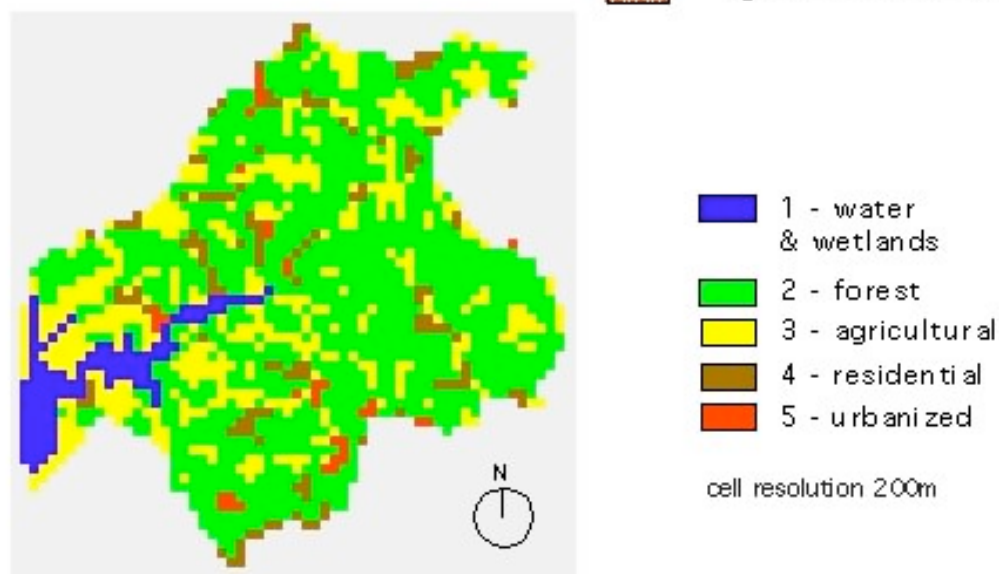 1 - water
& wetlands
2 - forest
3 - agricultural
4 - residential
5 - urbanized
N
cell resolution 200m